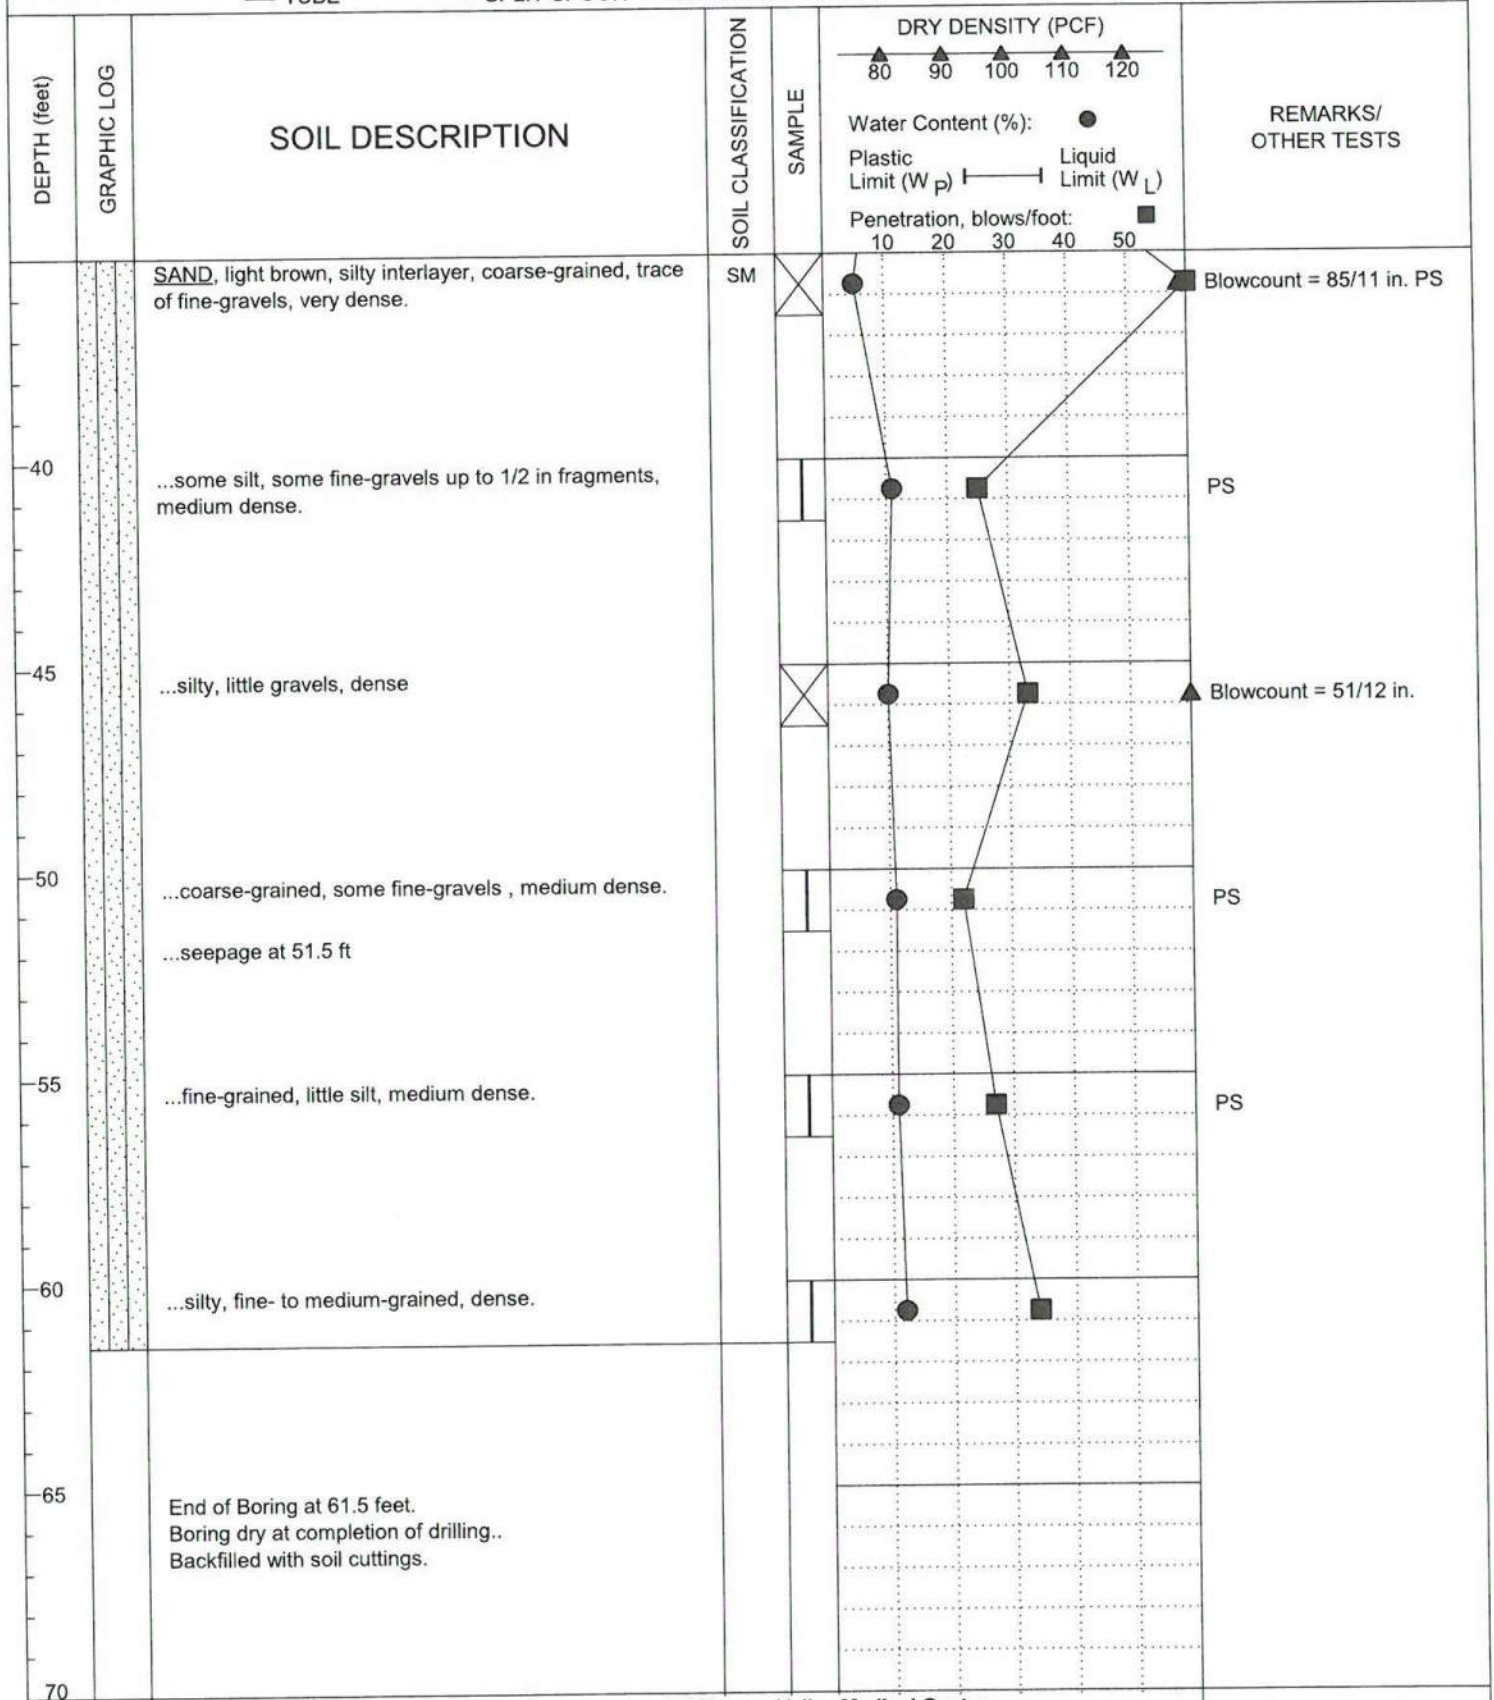 TUBE
DEPTH (feet)
GRAPHIC LOG
SOIL DESCRIPTION
SOIL CLASSIFICATION
SAMPLE
DRY DENSITY (PCF)
80 90 100 110 120
Water Content (%):
Plastic Limit (W P)
Liquid Limit (W L)
Penetration, blows/foot:
10 20 30 40 50
REMARKS/
OTHER TESTS
SAND, light brown, silty interlayer, coarse-grained, trace
of fine-gravels, very dense.
SM
Blowcount = 85/11 in. PS
40
...some silt, some fine-gravels up to 1/2 in fragments,
medium dense.
PS
45
...silty, little gravels, dense
Blowcount = 51/12 in.
50
...coarse-grained, some fine-gravels , medium dense.
PS
...seepage at 51.5 ft
55
...fine-grained, little silt, medium dense.
PS
60
...silty, fine- to medium-grained, dense.
65
End of Boring at 61.5 feet.
Boring dry at completion of drilling..
Backfilled with soil cuttings.
70